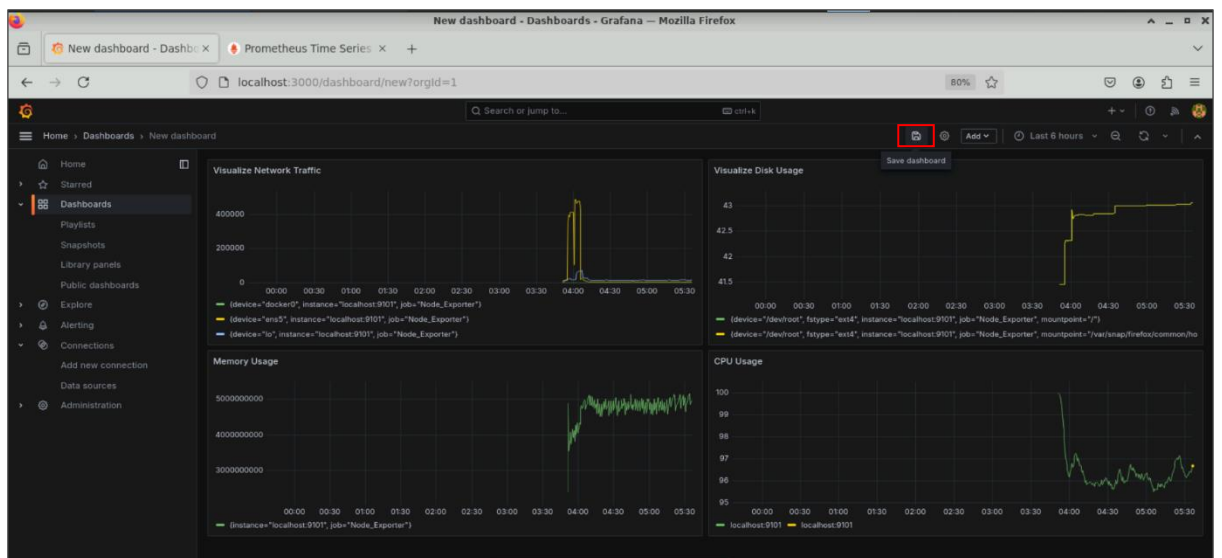 New dashboard - Dashboards - Grafana — Mozilla Firefox
New dashboard - Dashbo
Prometheus Time Series
localhost:3000/dashboard/new?orgId=1
80%
Search or jump to...
ctrl+k
Home › Dashboards › New dashboard
Add
Last 6 hours
Save dashboard
Home
Starred
Dashboards
Playlists
Snapshots
Library panels
Public dashboards
Explore
Alerting
Connections
Add new connection
Data sources
Administration
Visualize Network Traffic
400000
200000
0
00:00 00:30 01:00 01:30 02:00 02:30 03:00 03:30 04:00 04:30 05:00 05:30
{device="docker0", instance="localhost:9101", job="Node_Exporter"}
{device="ens5", instance="localhost:9101", job="Node_Exporter"}
{device="lo", instance="localhost:9101", job="Node_Exporter"}
Visualize Disk Usage
43
42.5
42
41.5
00:00 00:30 01:00 01:30 02:00 02:30 03:00 03:30 04:00 04:30 05:00 05:30
{device="/dev/root", fstype="ext4", instance="localhost:9101", job="Node_Exporter", mountpoint="/"}
{device="/dev/root", fstype="ext4", instance="localhost:9101", job="Node_Exporter", mountpoint="/var/snap/firefox/common/ho
Memory Usage
5000000000
4000000000
3000000000
00:00 00:30 01:00 01:30 02:00 02:30 03:00 03:30 04:00 04:30 05:00 05:30
{instance="localhost:9101", job="Node_Exporter"}
CPU Usage
100
99
98
97
96
95
00:00 00:30 01:00 01:30 02:00 02:30 03:00 03:30 04:00 04:30 05:00 05:30
localhost:9101 localhost:9101